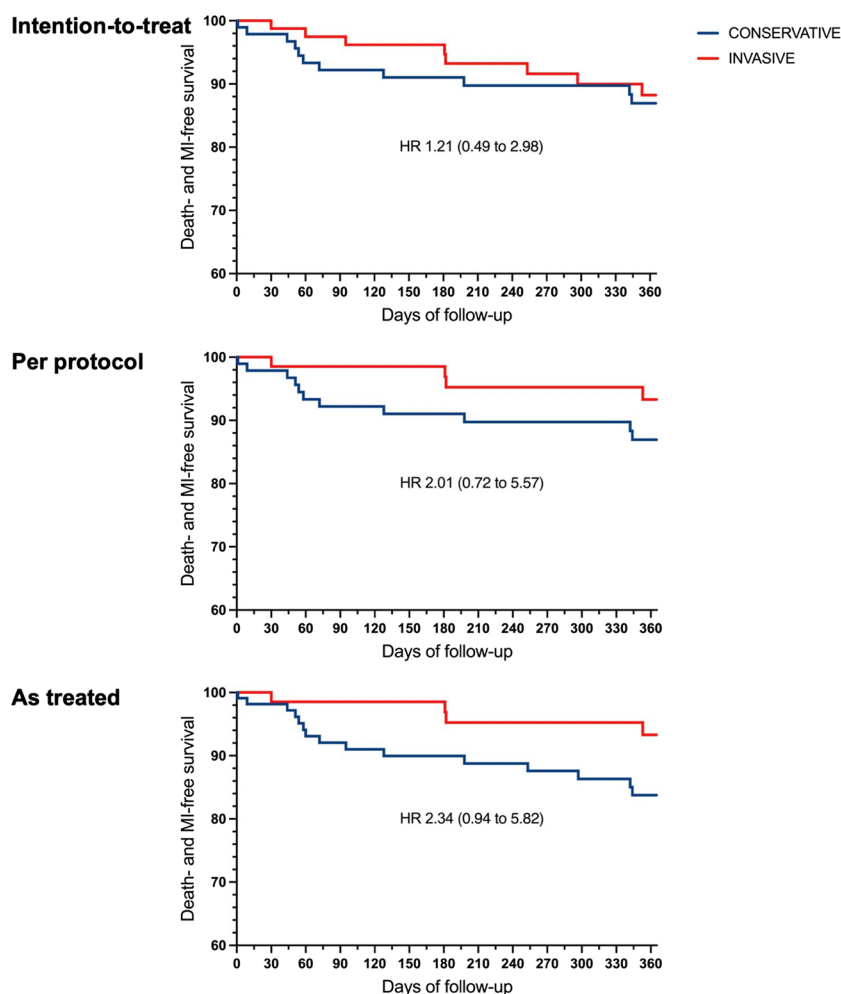 Intention-to-treat
CONSERVATIVE
INVASIVE
Death- and MI-free survival
100
90
80
70
60
HR 1.21 (0.49 to 2.98)
0 30 60 90 120 150 180 210 240 270 300 330 360
Days of follow-up
Per protocol
Death- and MI-free survival
100
90
80
70
60
HR 2.01 (0.72 to 5.57)
0 30 60 90 120 150 180 210 240 270 300 330 360
Days of follow-up
As treated
Death- and MI-free survival
100
90
80
70
60
HR 2.34 (0.94 to 5.82)
0 30 60 90 120 150 180 210 240 270 300 330 360
Days of follow-up